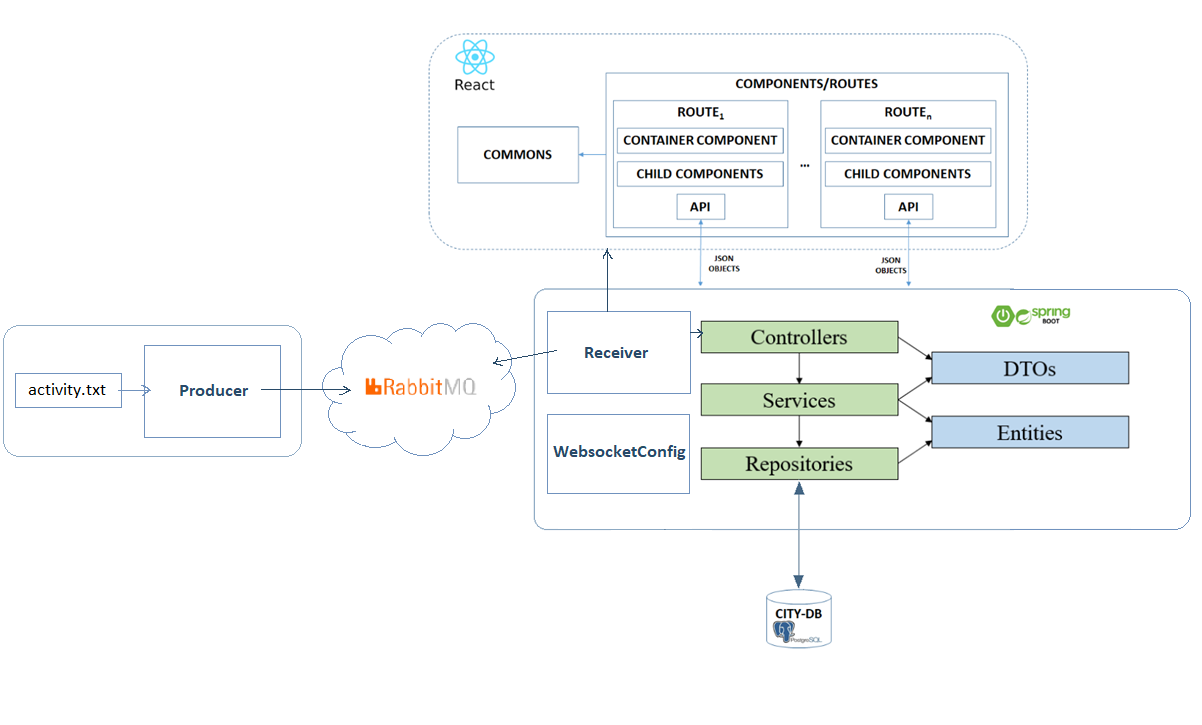 React
COMPONENTS/ROUTES
ROUTE1
ROUTEn
COMMONS
CONTAINER COMPONENT
CONTAINER COMPONENT
...
CHILD COMPONENTS
CHILD COMPONENTS
API
API
JSON
OBJECTS
JSON
OBJECTS
spring
BOOT
activity.txt
Producer
RabbitMQ
Receiver
WebsocketConfig
Controllers
Services
Repositories
DTOs
Entities
CITY-DB
PostgreSQL